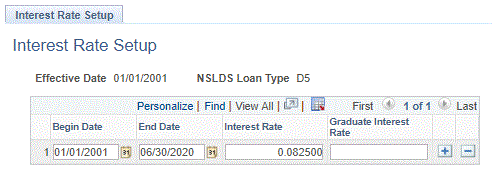 Interest Rate Setup
Interest Rate Setup
Effective Date 01/01/2001 NSLDS Loan Type D5
Personalize | Find | View All | | First 1 of 1 Last
Begin Date End Date Interest Rate Graduate Interest Rate
1 01/01/2001 31 06/30/2020 31 0.082500 + -